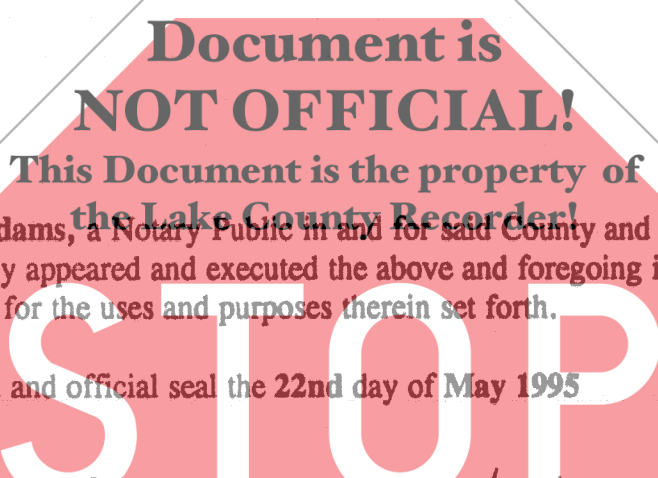 Document is
NOT OFFICIAL!
This Document is the property of
the Lake County Recorder!
dams, a Notary Public in and for said County and
y appeared and executed the above and foregoing i
for the uses and purposes therein set forth.
and official seal the 22nd day of May 1995
STOP